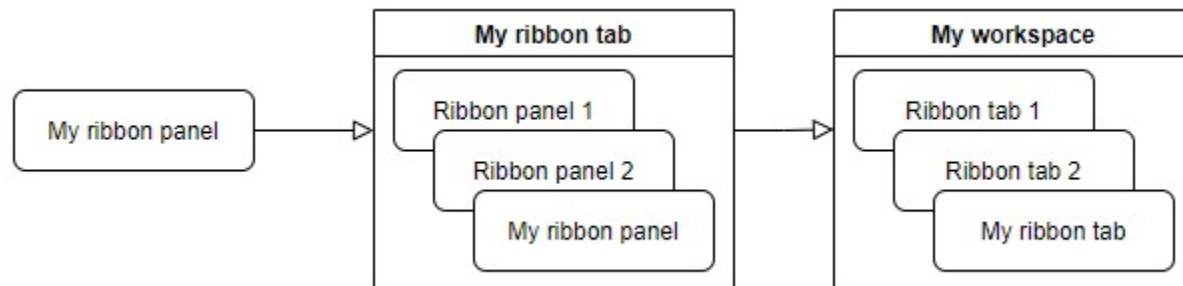 My ribbon panel
My ribbon tab
Ribbon panel 1
Ribbon panel 2
My ribbon panel
My workspace
Ribbon tab 1
Ribbon tab 2
My ribbon tab